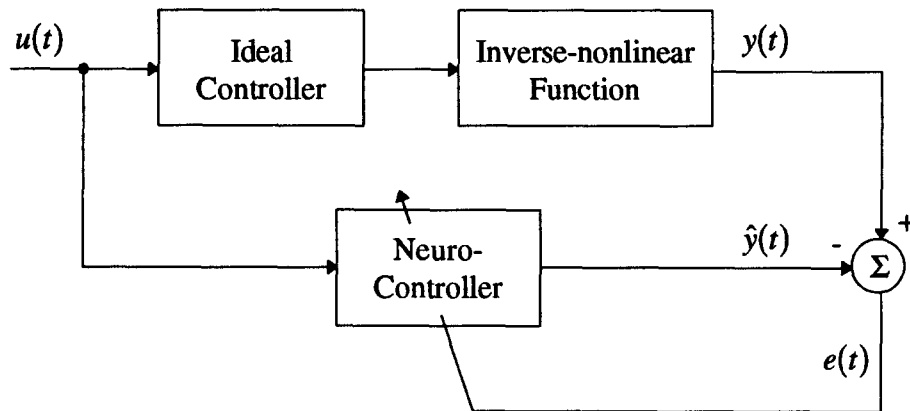 u(t)
Ideal
Controller
Inverse-nonlinear
Function
y(t)
+
Neuro-
Controller
ŷ(t)
-
Σ
e(t)